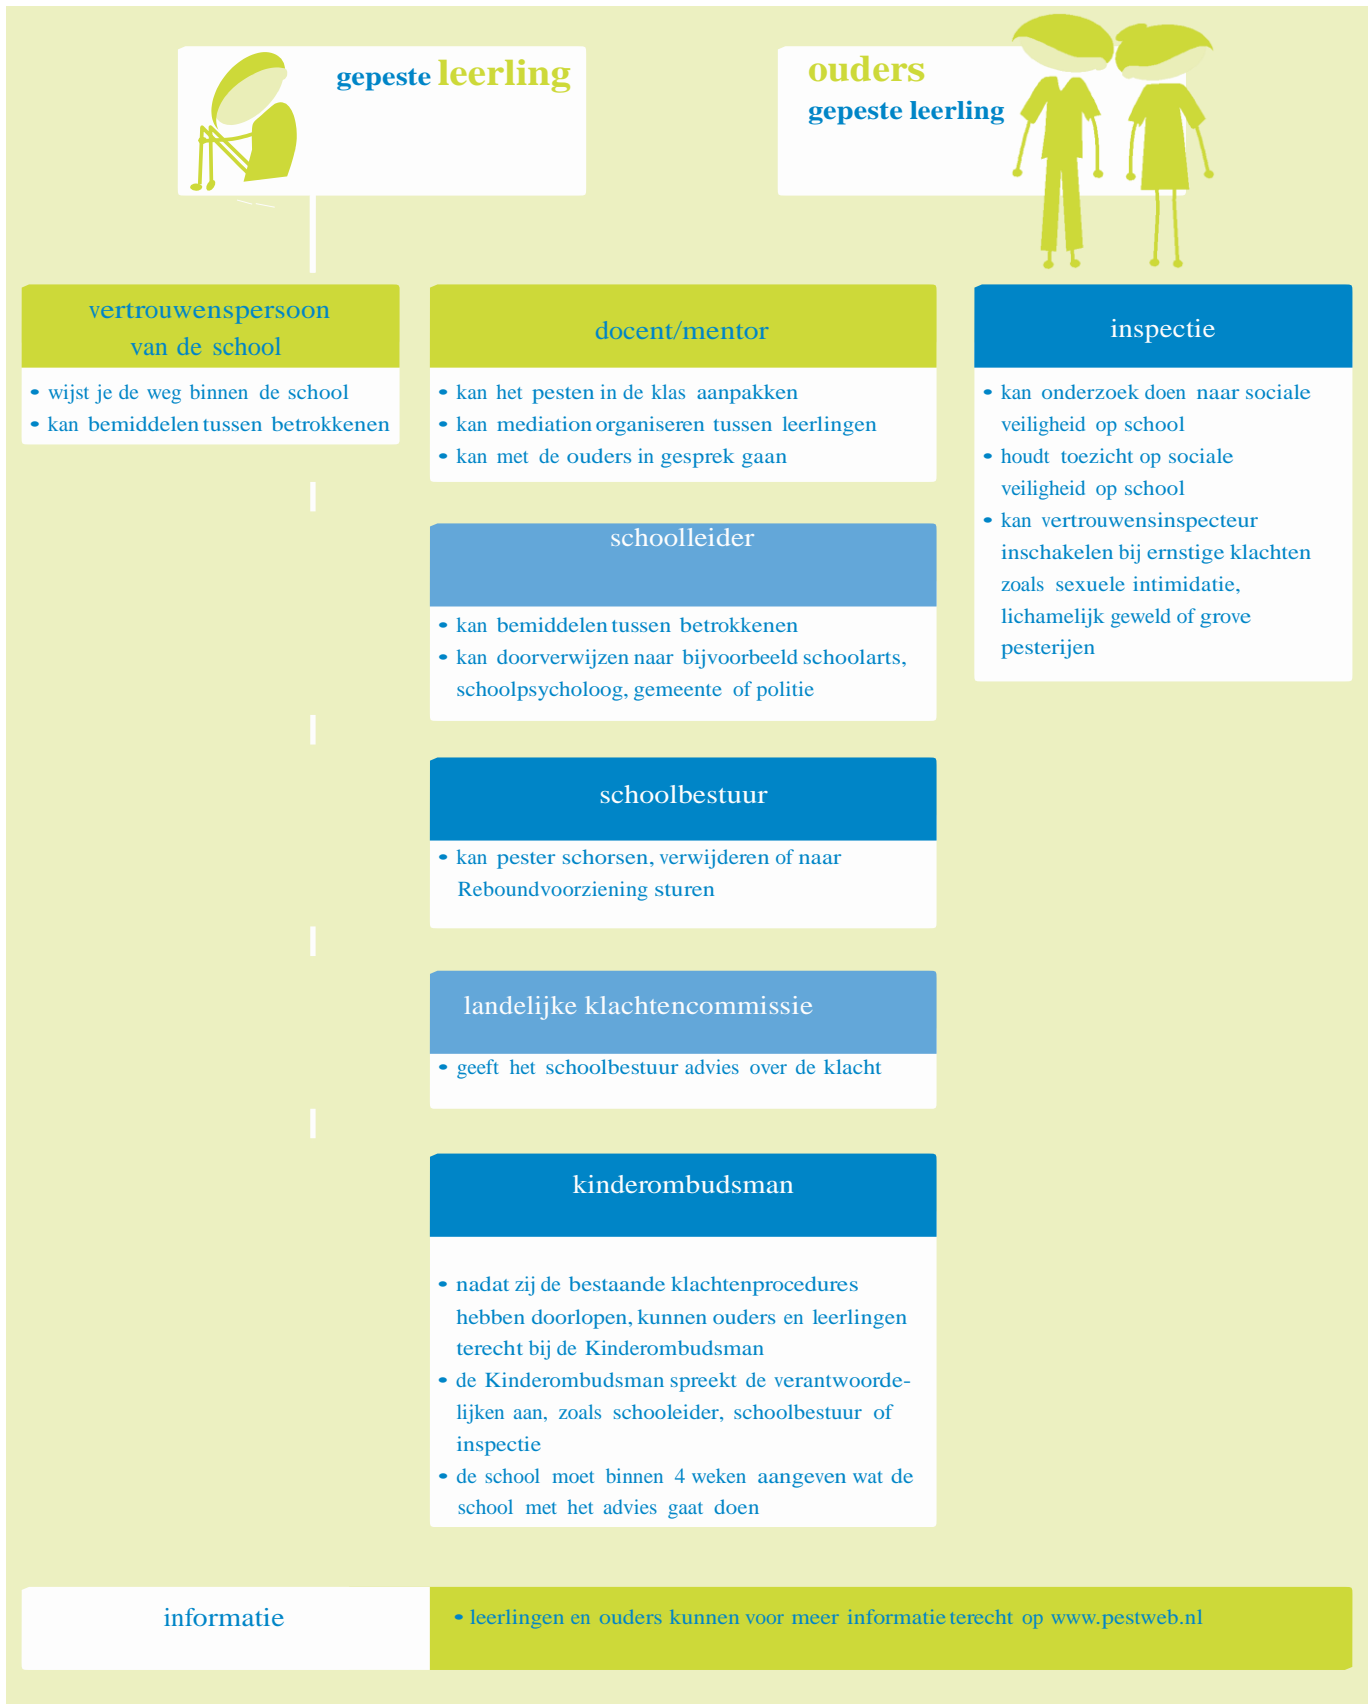 gepeste leerling
ouders
gepeste leerling
vertrouwenspersoon
van de school
• wijst je de weg binnen de school
• kan bemiddelen tussen betrokkenen
docent/mentor
• kan het pesten in de klas aanpakken
• kan mediation organiseren tussen leerlingen
• kan met de ouders in gesprek gaan
inspectie
• kan onderzoek doen naar sociale
veiligheid op school
• houdt toezicht op sociale
veiligheid op school
• kan vertrouwensinspecteur
inschakelen bij ernstige klachten
zoals sexuele intimidatie,
lichamelijk geweld of grove
pesterijen
schoolleider
• kan bemiddelen tussen betrokkenen
• kan doorverwijzen naar bijvoorbeeld schoolarts,
schoolpsycholoog, gemeente of politie
schoolbestuur
• kan pester schorsen, verwijderen of naar
Reboundvoorziening sturen
landelijke klachtencommissie
• geeft het schoolbestuur advies over de klacht
kinderombudsman
• nadat zij de bestaande klachtenprocedures
hebben doorlopen, kunnen ouders en leerlingen
terecht bij de Kinderombudsman
• de Kinderombudsman spreekt de verantwoorde-
lijken aan, zoals schooleider, schoolbestuur of
inspectie
• de school moet binnen 4 weken aangeven wat de
school met het advies gaat doen
informatie
• leerlingen en ouders kunnen voor meer informatie terecht op www.pestweb.nl